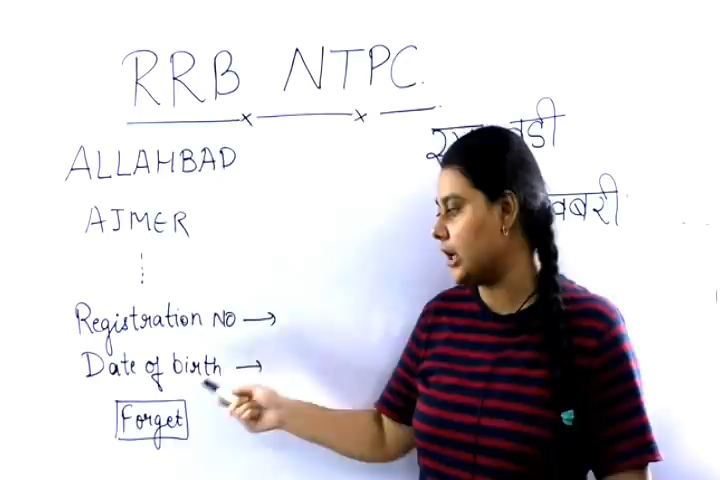 RRB NTPC.
ALLAHBAD
AJMER
Registration NO →
Date of birth →
Forget